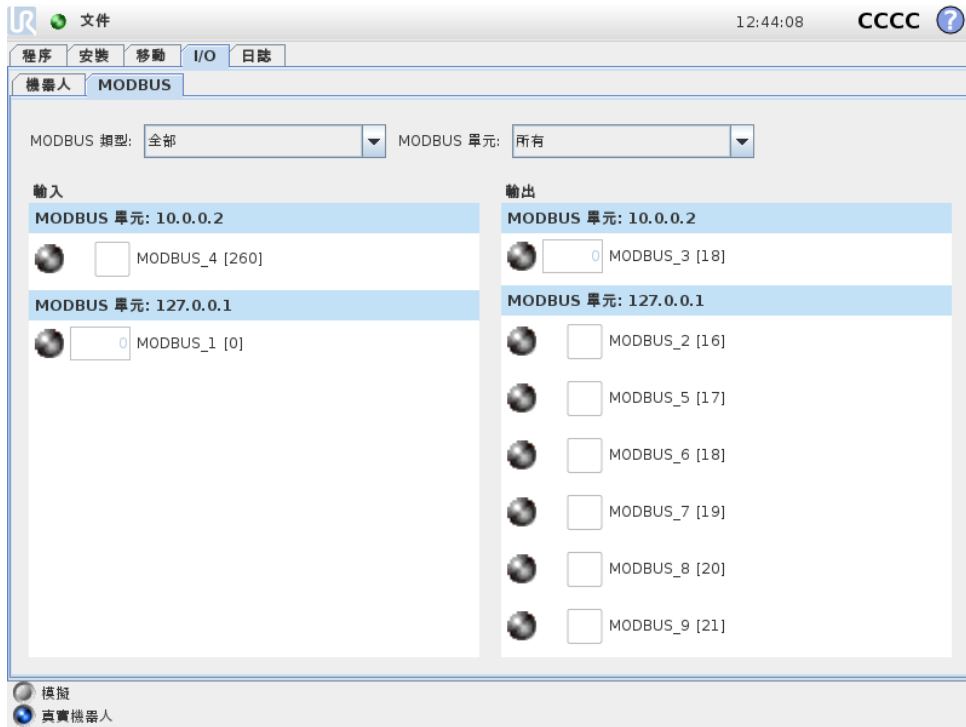 UR 文件 12:44:08 CCCC ?
程序 安裝 移動 I/O 日誌
機器人 MODBUS
MODBUS 類型: 全部 MODBUS 單元: 所有
輸入
MODBUS 單元: 10.0.0.2
MODBUS_4 [260]
MODBUS 單元: 127.0.0.1
0 MODBUS_1 [0]
輸出
MODBUS 單元: 10.0.0.2
0 MODBUS_3 [18]
MODBUS 單元: 127.0.0.1
MODBUS_2 [16]
MODBUS_5 [17]
MODBUS_6 [18]
MODBUS_7 [19]
MODBUS_8 [20]
MODBUS_9 [21]
模擬
真實機器人